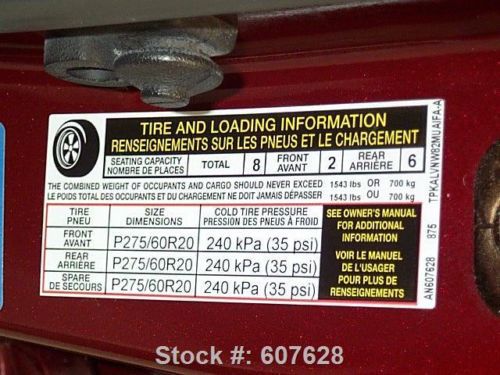 TIRE AND LOADING INFORMATION
RENSEIGNEMENTS SUR LES PNEUS ET LE CHARGEMENT
SEATING CAPACITY
NOMBRE DE PLACES
TOTAL 8
FRONT
AVANT
2
REAR
ARRIÈRE
6
THE COMBINED WEIGHT OF OCCUPANTS AND CARGO SHOULD NEVER EXCEED 1543 lbs OR 700 kg
LE POIDS TOTAL DES OCCUPANTS ET DU CHARGEMENT NE DOIT JAMAIS DÉPASSER 1543 lbs OU 700 kg
TIRE
PNEU
SIZE
DIMENSIONS
COLD TIRE PRESSURE
PRESSION DES PNEUS À FROID
FRONT
AVANT
P275/60R20 240 kPa (35 psi)
REAR
ARRIÈRE
P275/60R20 240 kPa (35 psi)
SPARE
DE SECOURS
P275/60R20 240 kPa (35 psi)
SEE OWNER'S MANUAL
FOR ADDITIONAL
INFORMATION
VOIR LE MANUEL
DE L'USAGER
POUR PLUS DE
RENSEIGNEMENTS
AN607628 875 TPKALVNW82MUAIFA-A
Stock #: 607628